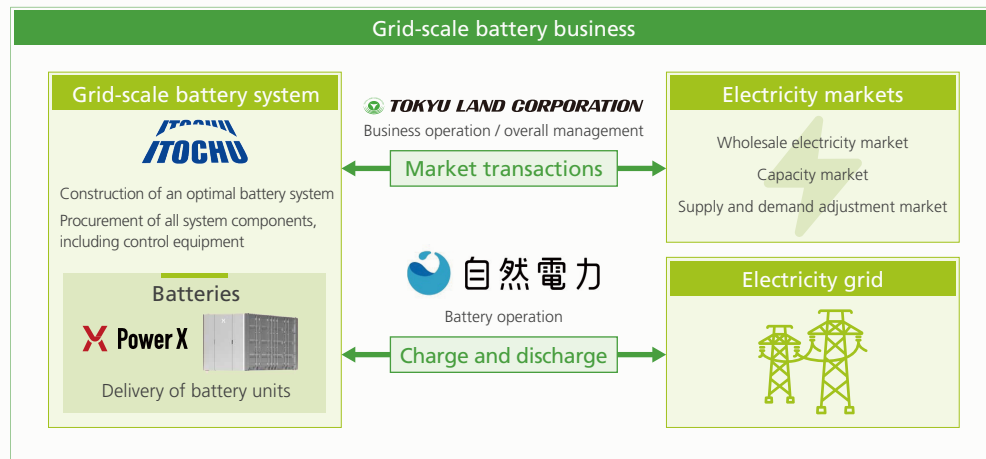 Grid-scale battery business
Grid-scale battery system
ITOCHU
ITOCHU
Construction of an optimal battery system
Procurement of all system components,
including control equipment
Batteries
Power X
Delivery of battery units
TOKYU LAND CORPORATION
Business operation / overall management
Market transactions
自然電力
Battery operation
Charge and discharge
Electricity markets
Wholesale electricity market
Capacity market
Supply and demand adjustment market
Electricity grid